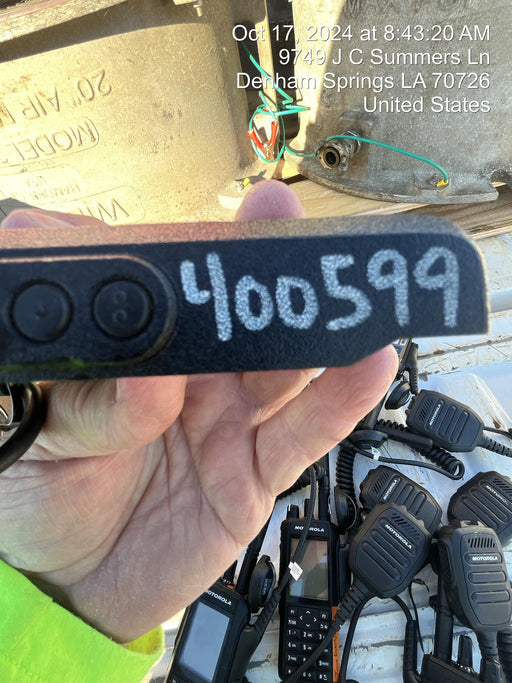 Oct 17, 2024 at 8:43:20 AM
9749 J C Summers Ln
Denham Springs LA 70726
United States
20" AIR
MODEL
400599
MOTOROLA
MOTOROLA
MOTOROLA
MOTOROLA
MOTOROLA